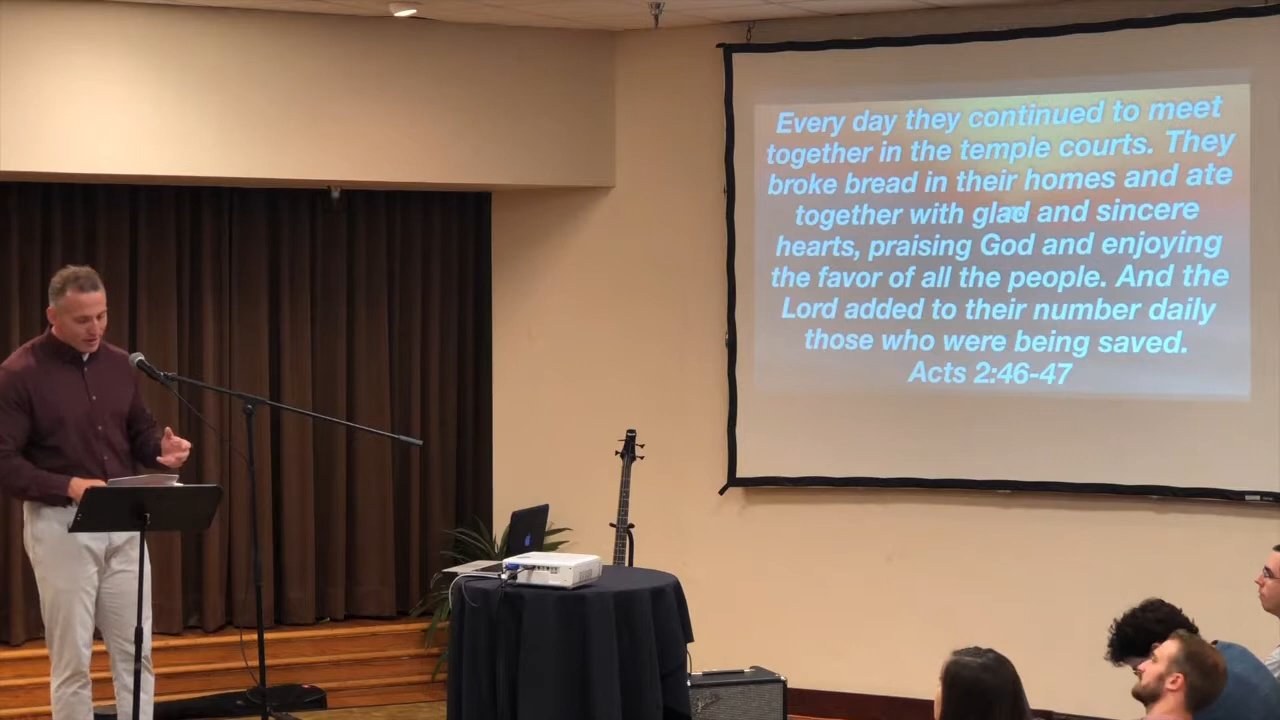 Every day they continued to meet
together in the temple courts. They
broke bread in their homes and ate
together with glad and sincere
hearts, praising God and enjoying
the favor of all the people. And the
Lord added to their number daily
those who were being saved.
Acts 2:46-47